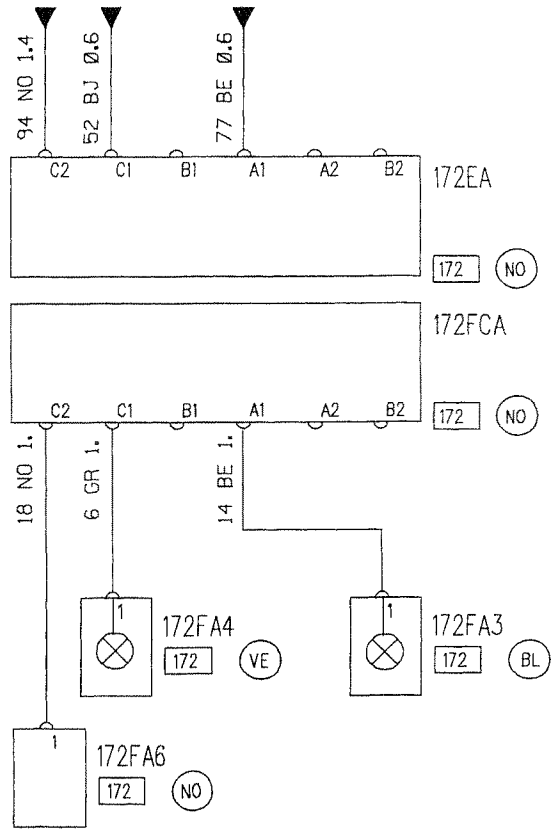 94 NO 1.4
52 BJ 0.6
77 BE 0.6
C2 C1 B1 A1 A2 B2
172EA
172 NO
172FCA
C2 C1 B1 A1 A2 B2
172 NO
18 NO 1.
6 GR 1.
14 BE 1.
1
172FA4
172 VE
1
172FA3
172 BL
1
172FA6
172 NO